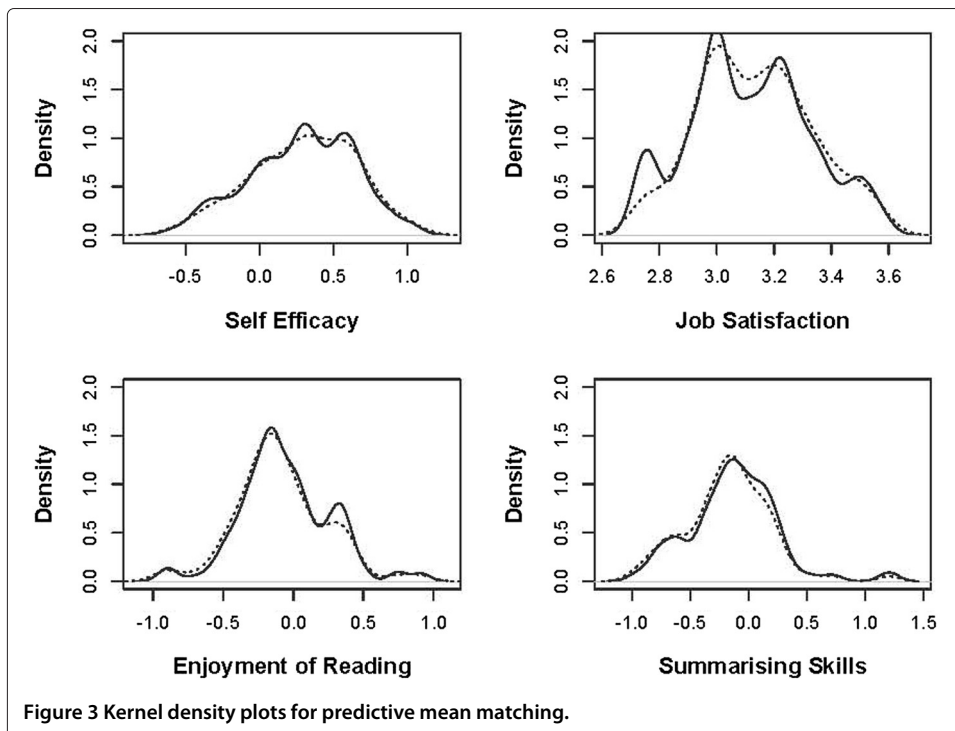 Density
0.0 0.5 1.0 1.5 2.0
-0.5 0.0 0.5 1.0
Self Efficacy
Density
0.0 0.5 1.0 1.5 2.0
2.6 2.8 3.0 3.2 3.4 3.6
Job Satisfaction
Density
0.0 0.5 1.0 1.5 2.0
-1.0 -0.5 0.0 0.5 1.0
Enjoyment of Reading
Density
0.0 0.5 1.0 1.5 2.0
-1.0 -0.5 0.0 0.5 1.0 1.5
Summarising Skills
Figure 3 Kernel density plots for predictive mean matching.